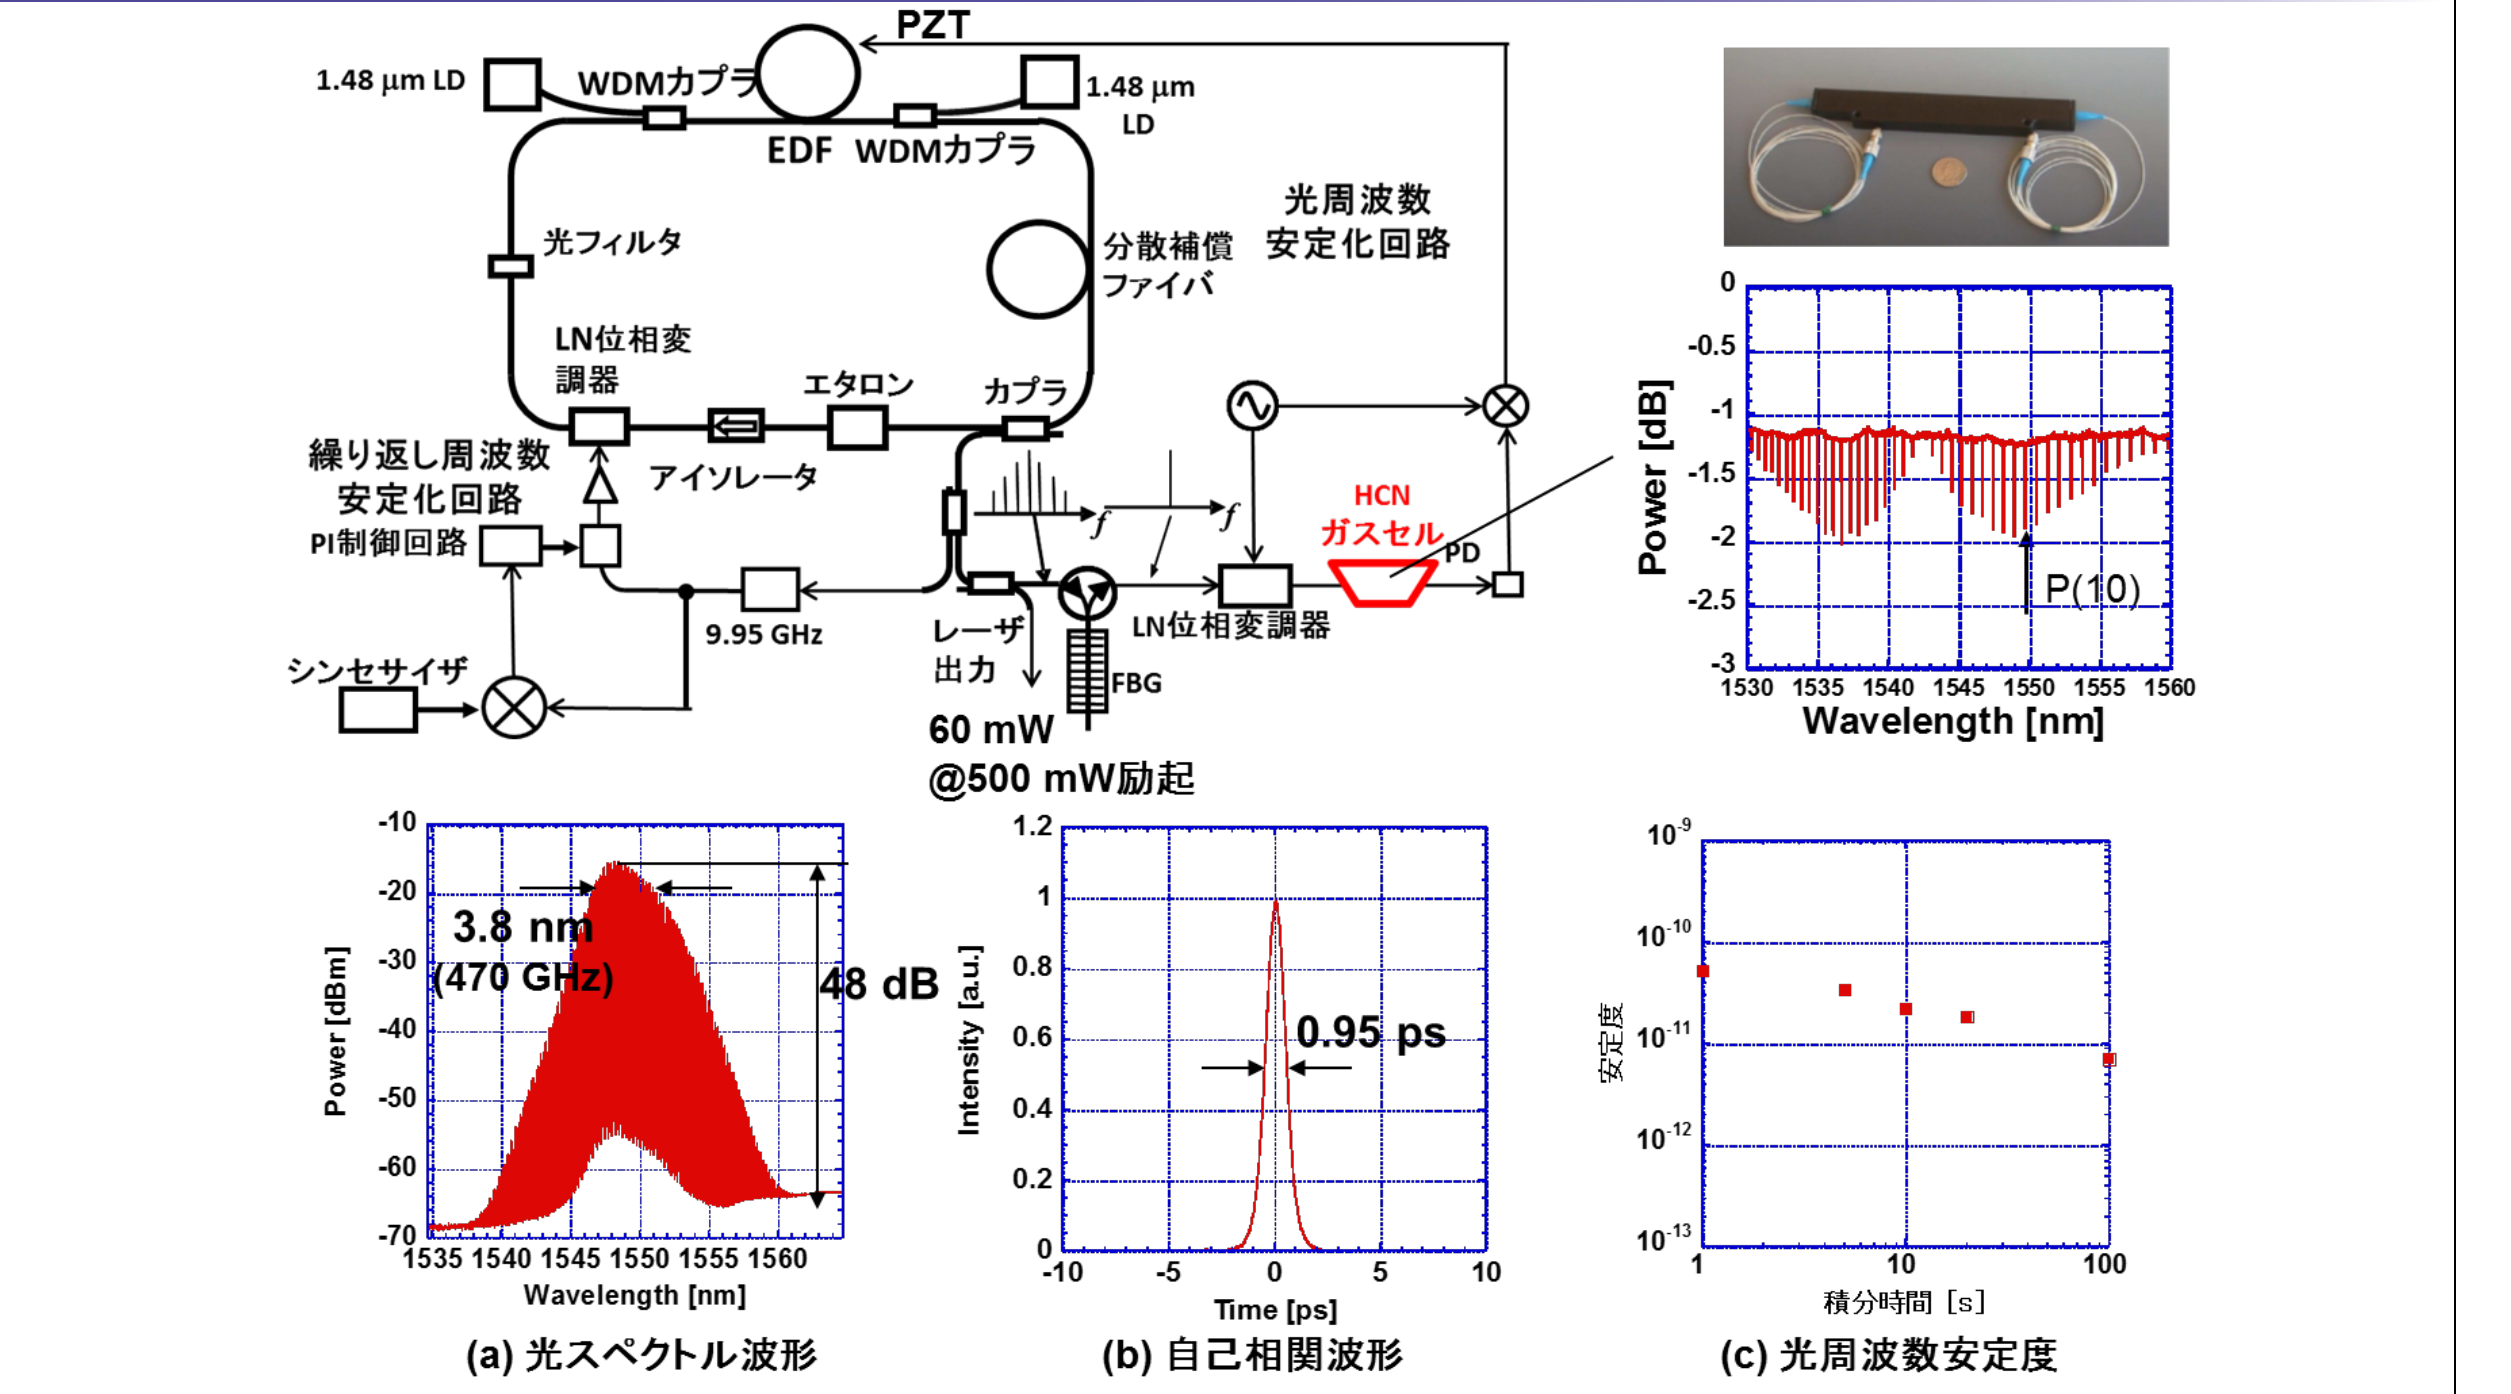 PZT
1.48 μm LD
WDMカプラ
1.48 μm
LD
EDF
WDMカプラ
光フィルタ
分散補償
ファイバ
光周波数
安定化回路
LN位相変
調器
エタロン
カプラ
アイソレータ
繰り返し周波数
安定化回路
PI制御回路
9.95 GHz
シンセサイザ
f
f
HCN
ガスセル
PD
LN位相変調器
レーザ
出力
FBG
60 mW
@500 mW励起
0
-0.5
-1
-1.5
-2
-2.5
-3
Power [dB]
P(10)
1530 1535 1540 1545 1550 1555 1560
Wavelength [nm]
-10
-20
-30
-40
-50
-60
-70
Power [dBm]
3.8 nm
(470 GHz)
48 dB
1535 1540 1545 1550 1555 1560
Wavelength [nm]
(a) 光スペクトル波形
1.2
1
0.8
0.6
0.4
0.2
0
Intensity [a.u.]
0.95 ps
-10 -5 0 5 10
Time [ps]
(b) 自己相関波形
10-9
10-10
10-11
10-12
10-13
安定度
1 10 100
積分時間 [s]
(c) 光周波数安定度